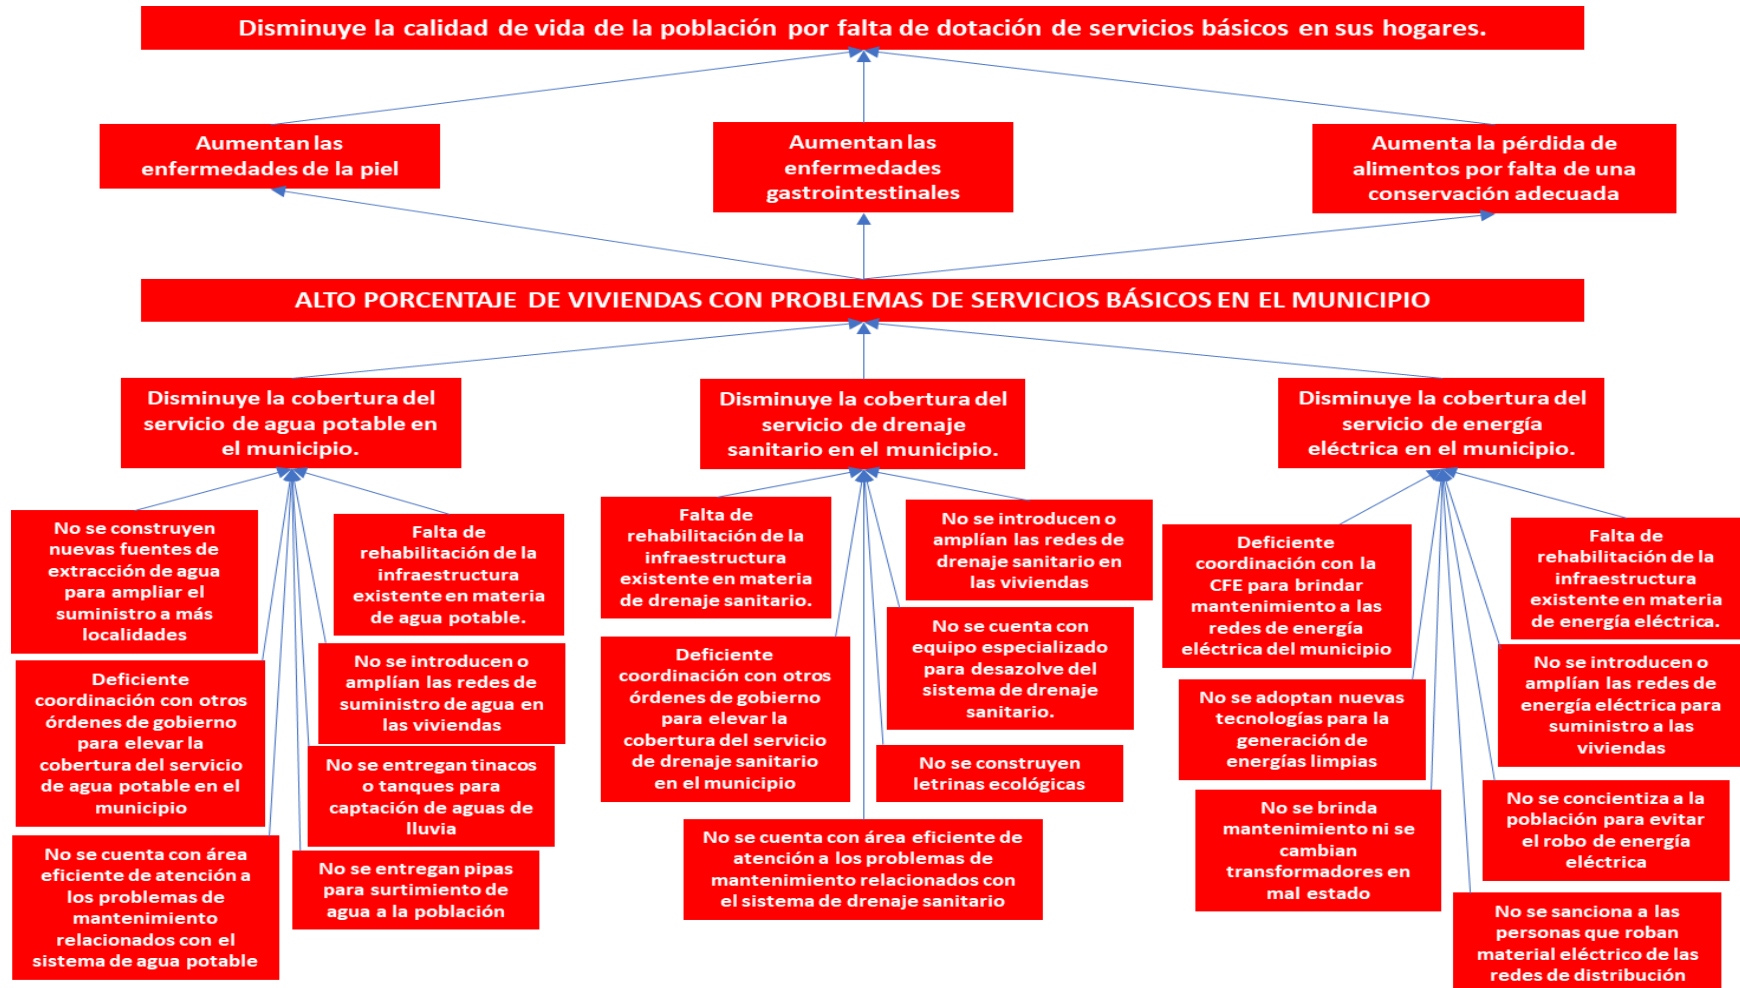 Disminuye la calidad de vida de la población por falta de dotación de servicios básicos en sus hogares.
Aumentan las
enfermedades de la piel
Aumentan las
enfermedades
gastrointestinales
Aumenta la pérdida de
alimentos por falta de una
conservación adecuada
ALTO PORCENTAJE DE VIVIENDAS CON PROBLEMAS DE SERVICIOS BÁSICOS EN EL MUNICIPIO
Disminuye la cobertura del
servicio de agua potable en
el municipio.
Disminuye la cobertura del
servicio de drenaje
sanitario en el municipio.
Disminuye la cobertura del
servicio de energía
eléctrica en el municipio.
No se construyen
nuevas fuentes de
extracción de agua
para ampliar el
suministro a más
localidades
Falta de
rehabilitación de la
infraestructura
existente en materia
de agua potable.
Deficiente
coordinación con otros
órdenes de gobierno
para elevar la
cobertura del servicio
de agua potable en el
municipio
No se introducen o
amplían las redes de
suministro de agua en
las viviendas
No se entregan tinacos
o tanques para
captación de aguas de
lluvia
No se cuenta con área
eficiente de atención a
los problemas de
mantenimiento
relacionados con el
sistema de agua potable
No se entregan pipas
para surtimiento de
agua a la población
Falta de
rehabilitación de la
infraestructura
existente en materia
de drenaje sanitario.
No se introducen o
amplían las redes de
drenaje sanitario en
las viviendas
Deficiente
coordinación con otros
órdenes de gobierno
para elevar la
cobertura del servicio
de drenaje sanitario
en el municipio
No se cuenta con
equipo especializado
para desazolve del
sistema de drenaje
sanitario.
No se construyen
letrinas ecológicas
No se cuenta con área eficiente de
atención a los problemas de
mantenimiento relacionados con
el sistema de drenaje sanitario
Deficiente
coordinación con la
CFE para brindar
mantenimiento a las
redes de energía
eléctrica del municipio
Falta de
rehabilitación de la
infraestructura
existente en materia
de energía eléctrica.
No se adoptan nuevas
tecnologías para la
generación de
energías limpias
No se introducen o
amplían las redes de
energía eléctrica para
suministro a las
viviendas
No se brinda
mantenimiento ni se
cambian
transformadores en
mal estado
No se concientiza a la
población para evitar
el robo de energía
eléctrica
No se sanciona a las
personas que roban
material eléctrico de las
redes de distribución